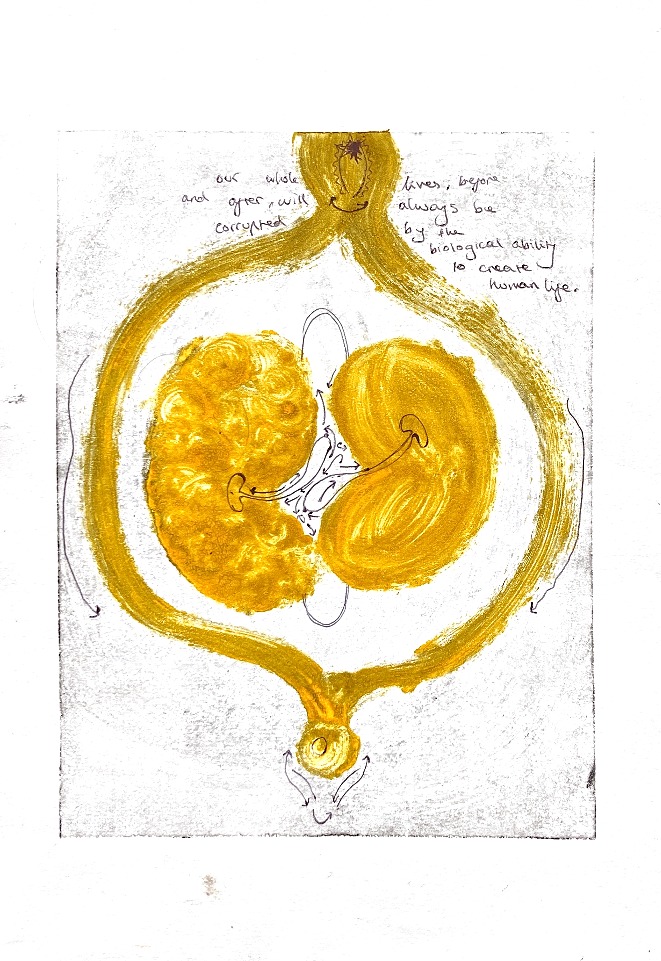 our whole lives, before
and after, will always be
corrupted by the
biological ability
to create
human life.